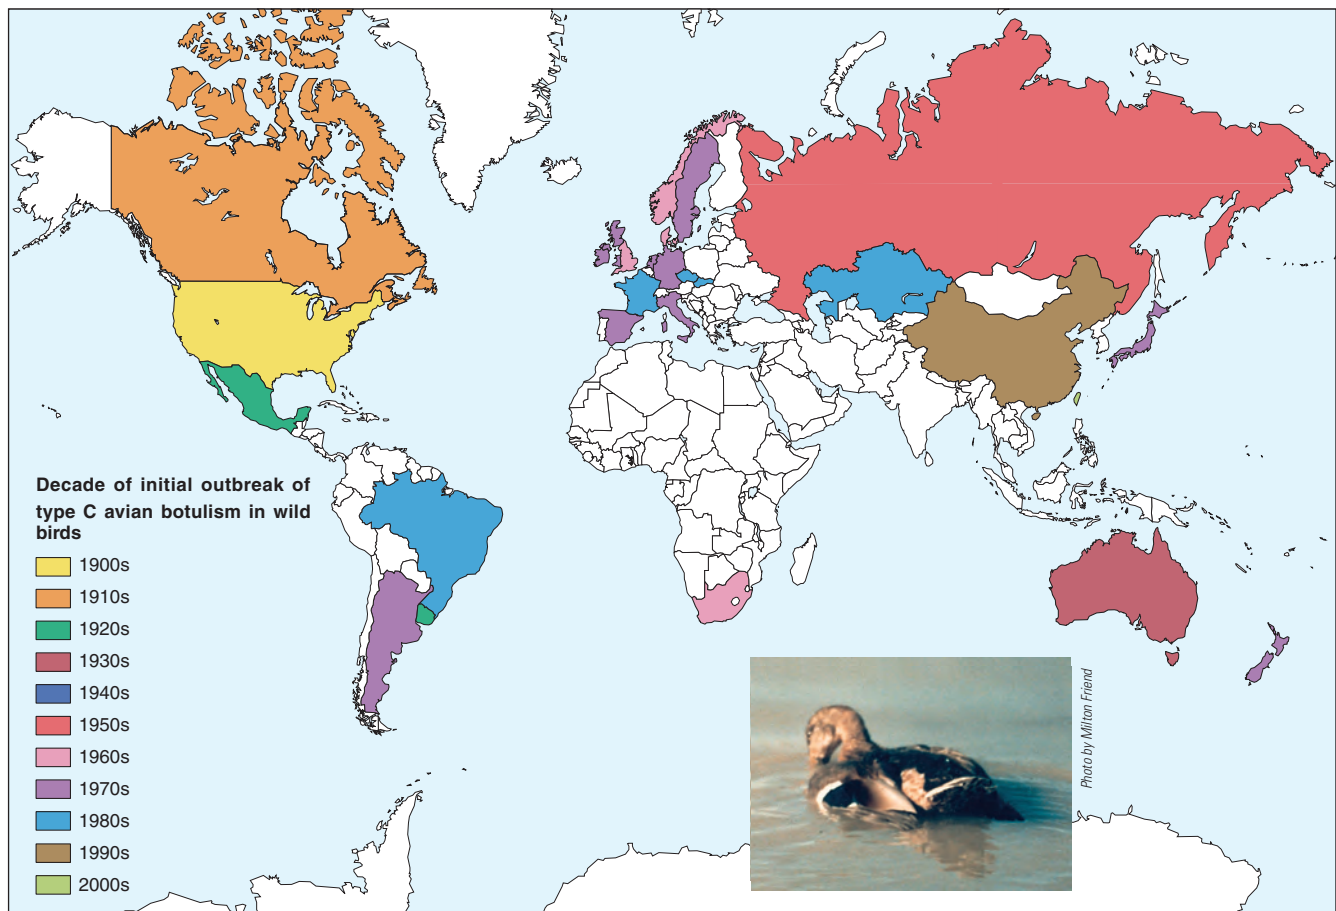 Decade of initial outbreak of
type C avian botulism in wild
birds
1900s
1910s
1920s
1930s
1940s
1950s
1960s
1970s
1980s
1990s
2000s
Photo by Milton Friend